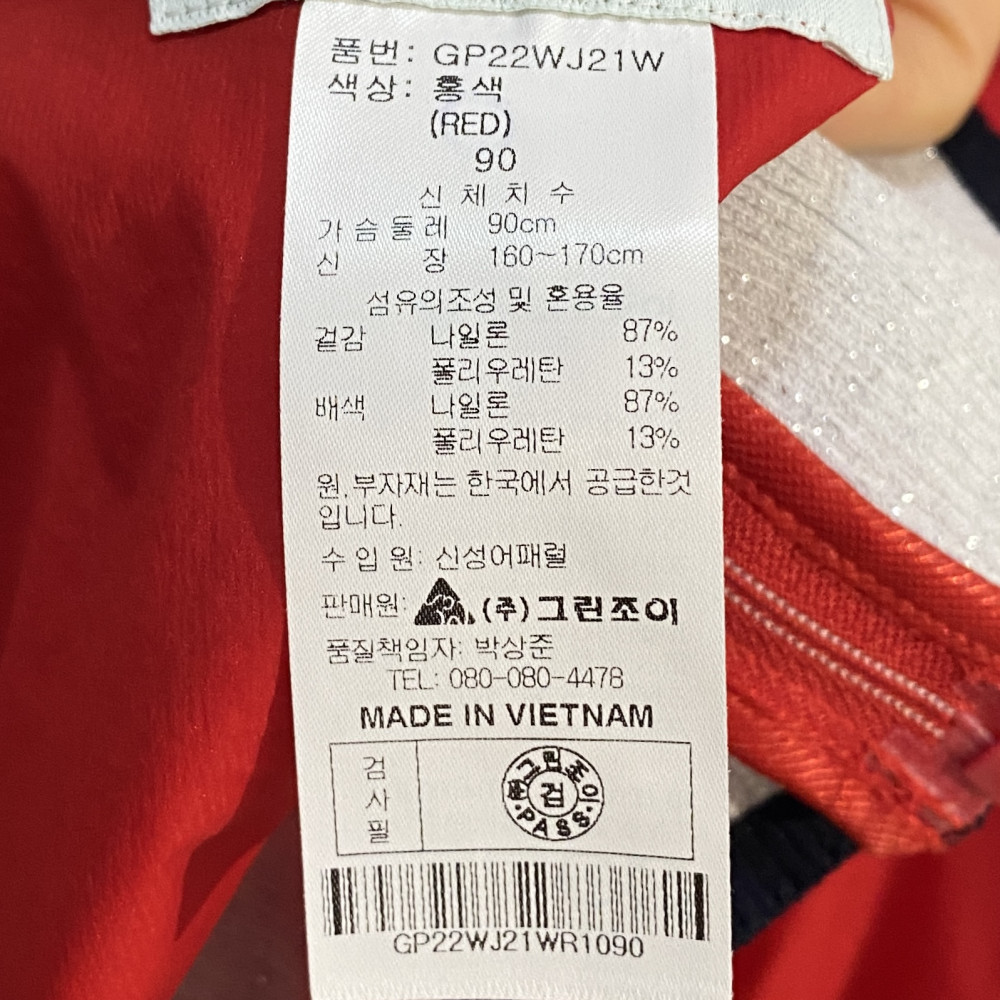 품번: GP22WJ21W
색상: 홍색
(RED)
90
신 체 치 수
가 슴 둘 레 90cm
신 장 160~170cm
섬유의조성 및 혼용율
겉감 나일론 87%
폴리우레탄 13%
배색 나일론 87%
폴리우레탄 13%
원,부자재는 한국에서 공급한것
입니다.
수 입 원: 신성어패럴
판매원: (주)그린조이
품질책임자: 박상준
TEL: 080-080-4478
MADE IN VIETNAM
검
사
필
㈜그린조이
검
PASS
GP22WJ21WR1090